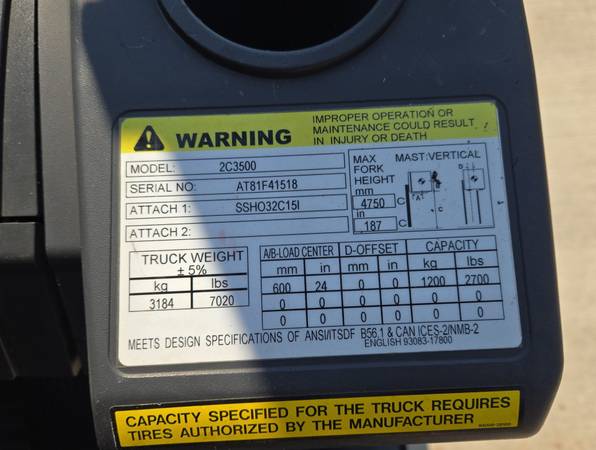 WARNING
IMPROPER OPERATION OR
MAINTENANCE COULD RESULT
IN INJURY OR DEATH
MODEL: 2C3500
SERIAL NO: AT81F41518
ATTACH 1: SSHO32C15I
ATTACH 2:
MAX FORK HEIGHT
mm
4750 C
in
187 C
MAST:VERTICAL
A
C
D
TRUCK WEIGHT
± 5%
kg lbs
3184 7020
A/B-LOAD CENTER D-OFFSET CAPACITY
mm in mm in kg lbs
600 24 0 0 1200 2700
0 0 0 0 0 0
0 0 0 0 0 0
MEETS DESIGN SPECIFICATIONS OF ANSI/ITSDF B56.1 & CAN ICES-2/NMB-2
ENGLISH 93083-17800
CAPACITY SPECIFIED FOR THE TRUCK REQUIRES
TIRES AUTHORIZED BY THE MANUFACTURER